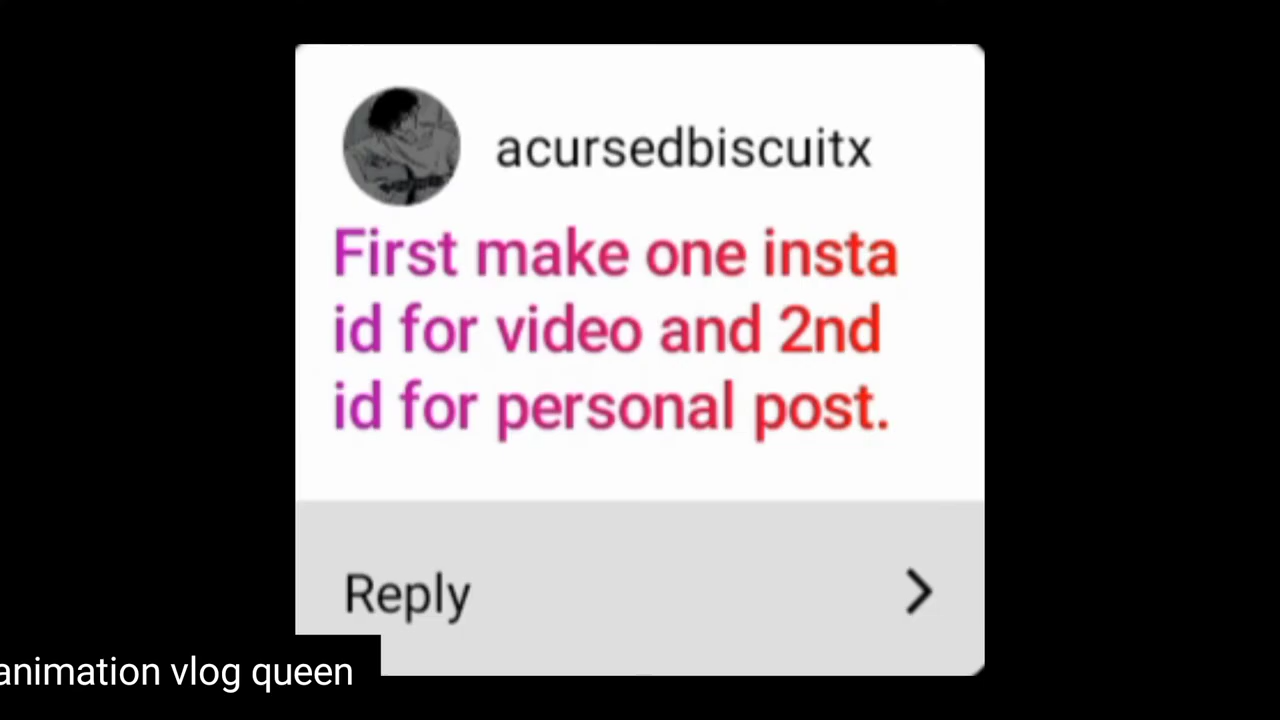 acursedbiscuitx
First make one insta
id for video and 2nd
id for personal post.
Reply
animation vlog queen